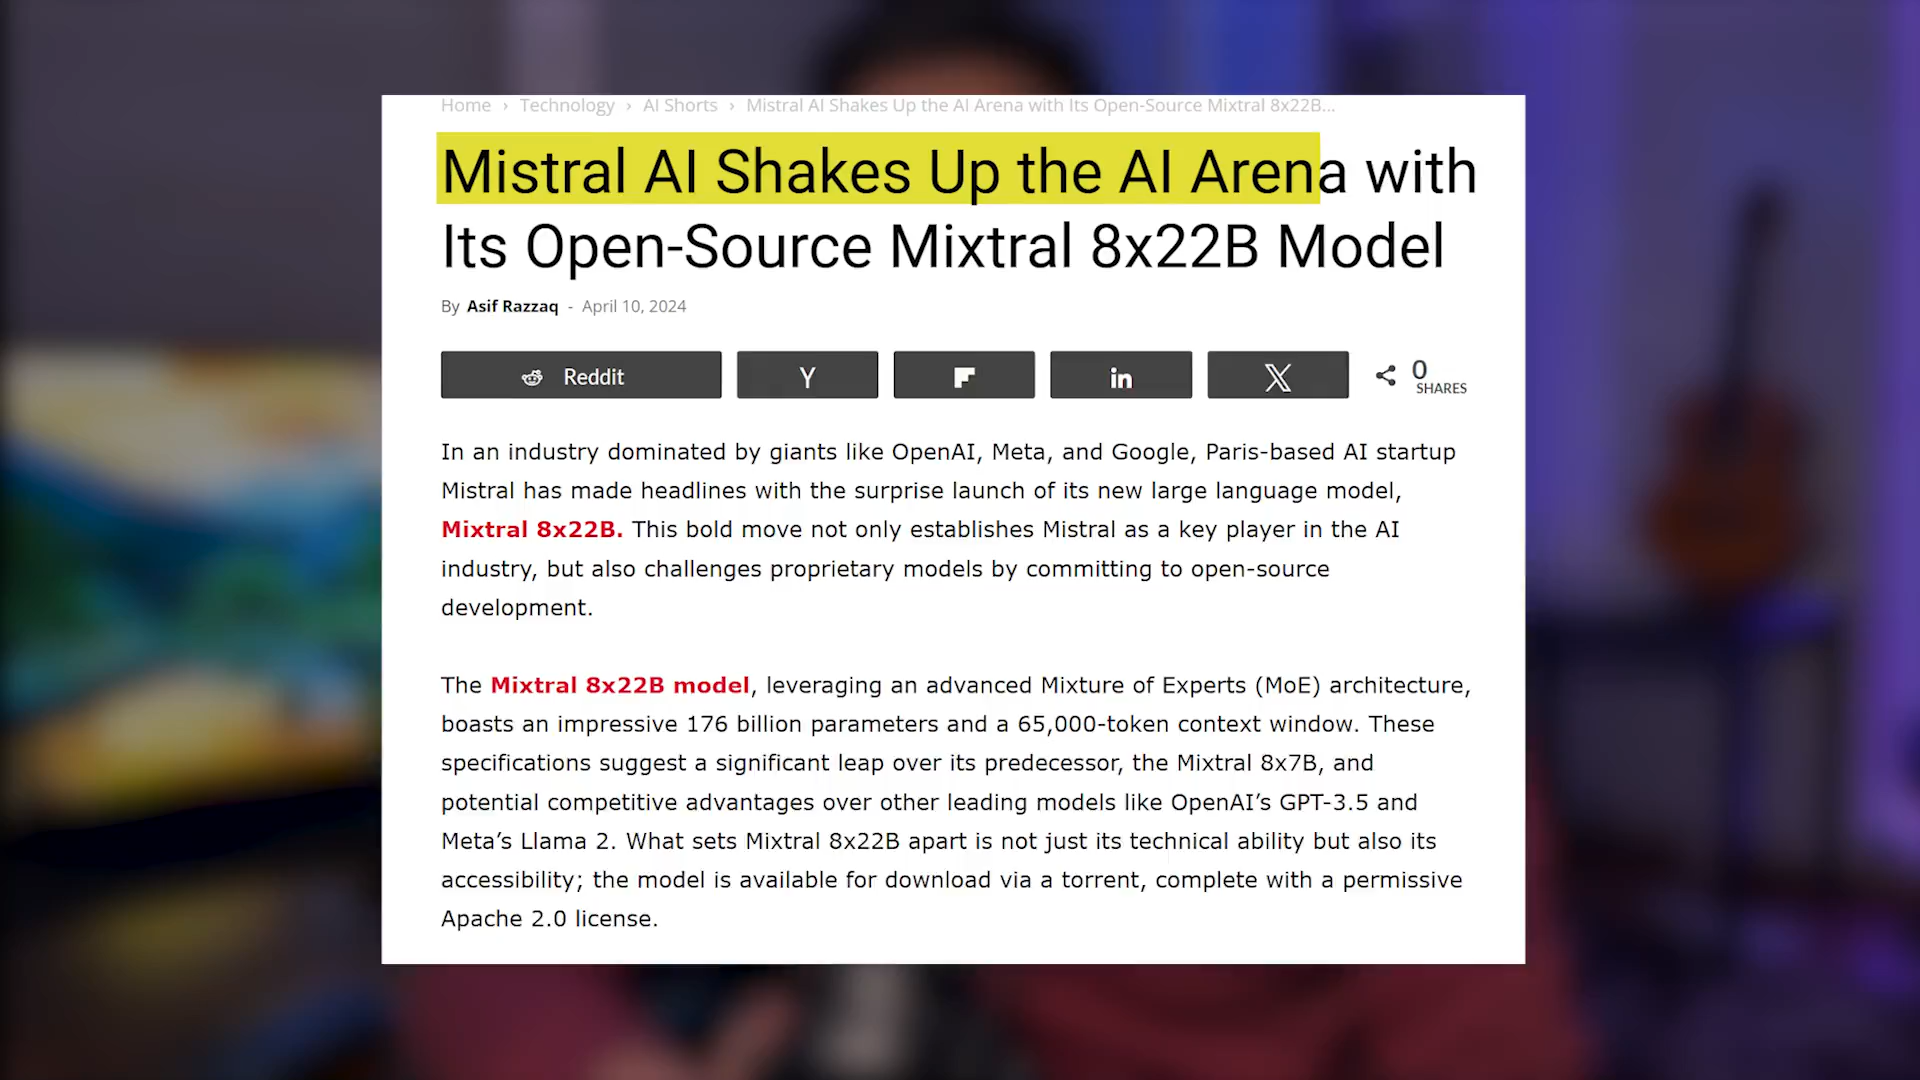 Home › Technology › AI Shorts › Mistral AI Shakes Up the AI Arena with Its Open-Source Mixtral 8x22B...
Mistral AI Shakes Up the AI Arena with
Its Open-Source Mixtral 8x22B Model
By Asif Razzaq - April 10, 2024
Reddit
0
SHARES
In an industry dominated by giants like OpenAI, Meta, and Google, Paris-based AI startup
Mistral has made headlines with the surprise launch of its new large language model,
Mixtral 8x22B. This bold move not only establishes Mistral as a key player in the AI
industry, but also challenges proprietary models by committing to open-source
development.
The Mixtral 8x22B model, leveraging an advanced Mixture of Experts (MoE) architecture,
boasts an impressive 176 billion parameters and a 65,000-token context window. These
specifications suggest a significant leap over its predecessor, the Mixtral 8x7B, and
potential competitive advantages over other leading models like OpenAI’s GPT-3.5 and
Meta’s Llama 2. What sets Mixtral 8x22B apart is not just its technical ability but also its
accessibility; the model is available for download via a torrent, complete with a permissive
Apache 2.0 license.